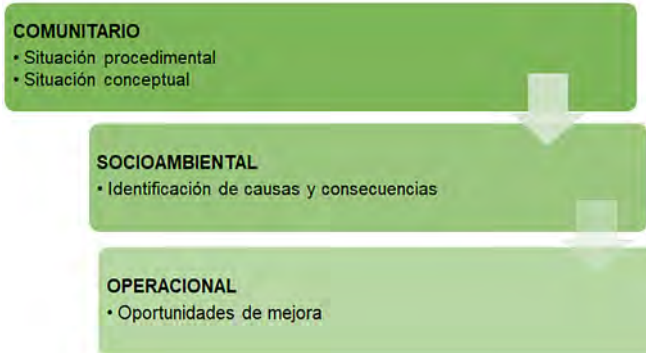 COMUNITARIO
• Situación procedimental
• Situación conceptual
SOCIOAMBIENTAL
• Identificación de causas y consecuencias
OPERACIONAL
• Oportunidades de mejora